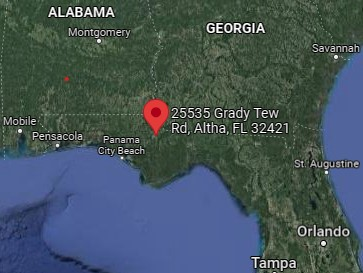 ALABAMA
GEORGIA
Montgomery
Savannah
25535 Grady Tew
Rd, Altha, FL 32421
Mobile
Pensacola
Panama
City Beach
St. Augustine
Orlando
Tampa